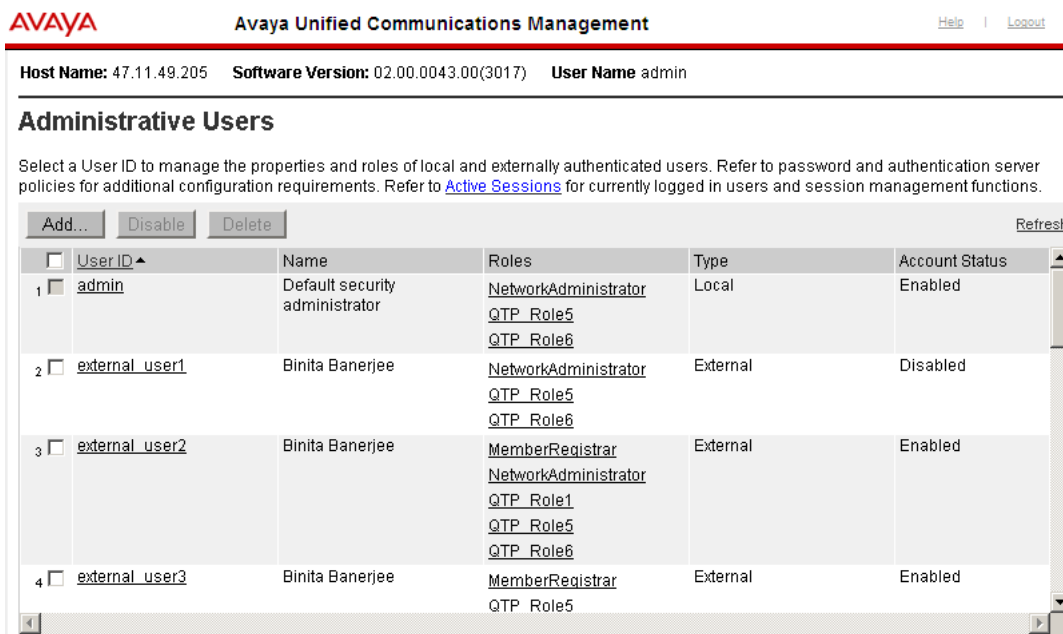 AVAYA Avaya Unified Communications Management Help | Logout
Host Name: 47.11.49.205 Software Version: 02.00.0043.00(3017) User Name admin
Administrative Users
Select a User ID to manage the properties and roles of local and externally authenticated users. Refer to password and authentication server
policies for additional configuration requirements. Refer to Active Sessions for currently logged in users and session management functions.
Add... Disable Delete Refresh
User ID Name Roles Type Account Status
1 admin Default security administrator NetworkAdministrator Local Enabled
QTP_Role5
QTP_Role6
2 external_user1 Binita Banerjee NetworkAdministrator External Disabled
QTP_Role5
QTP_Role6
3 external_user2 Binita Banerjee MemberRegistrar External Enabled
NetworkAdministrator
QTP_Role1
QTP_Role5
QTP_Role6
4 external_user3 Binita Banerjee MemberRegistrar External Enabled
QTP_Role5